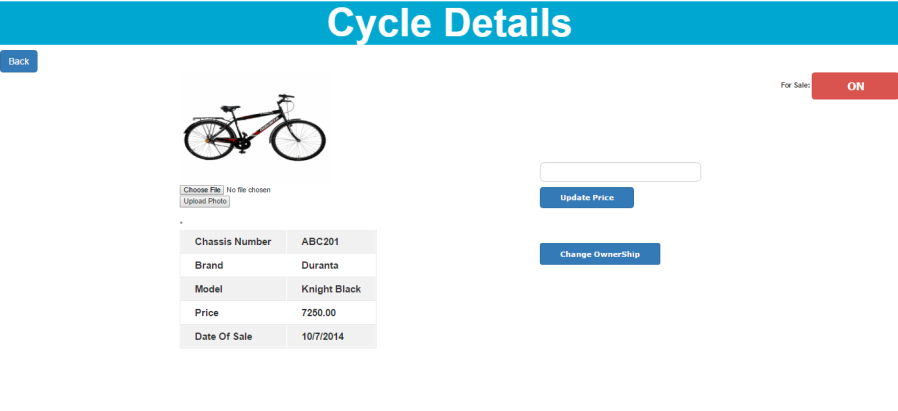 Cycle Details
Back
For Sale: ON
Choose File No file chosen
Upload Photo
Update Price
Change OwnerShip
Chassis Number ABC201
Brand Duranta
Model Knight Black
Price 7250.00
Date Of Sale 10/7/2014